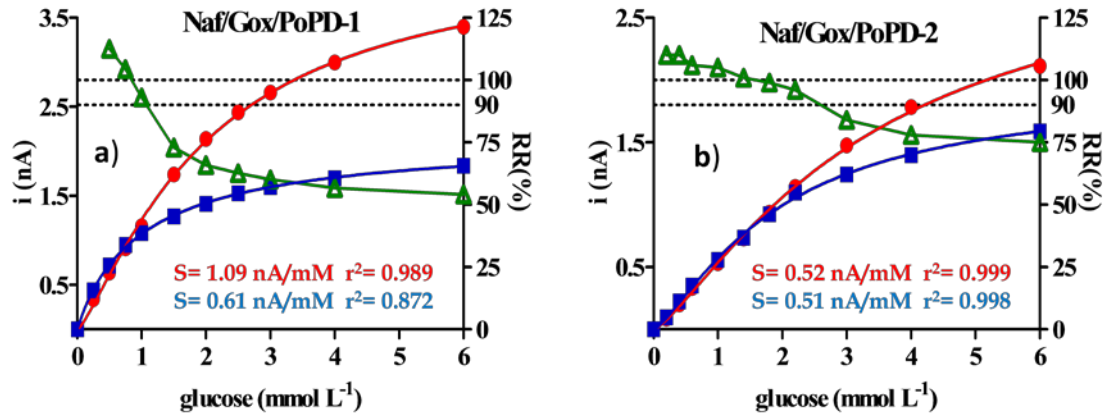 Naf/Gox/PoPD-1
3.5
2.5
1.5
0.5
i (nA)
a)
125
100
90
75
50
25
0
RR(%)
S= 1.09 nA/mM r²= 0.989
S= 0.61 nA/mM r²= 0.872
0 1 2 3 4 5 6
glucose (mmol L⁻¹)
Naf/Gox/PoPD-2
2.5
1.5
0.5
i (nA)
b)
125
100
90
75
50
25
0
RR(%)
S= 0.52 nA/mM r²= 0.999
S= 0.51 nA/mM r²= 0.998
0 1 2 3 4 5 6
glucose (mmol L⁻¹)